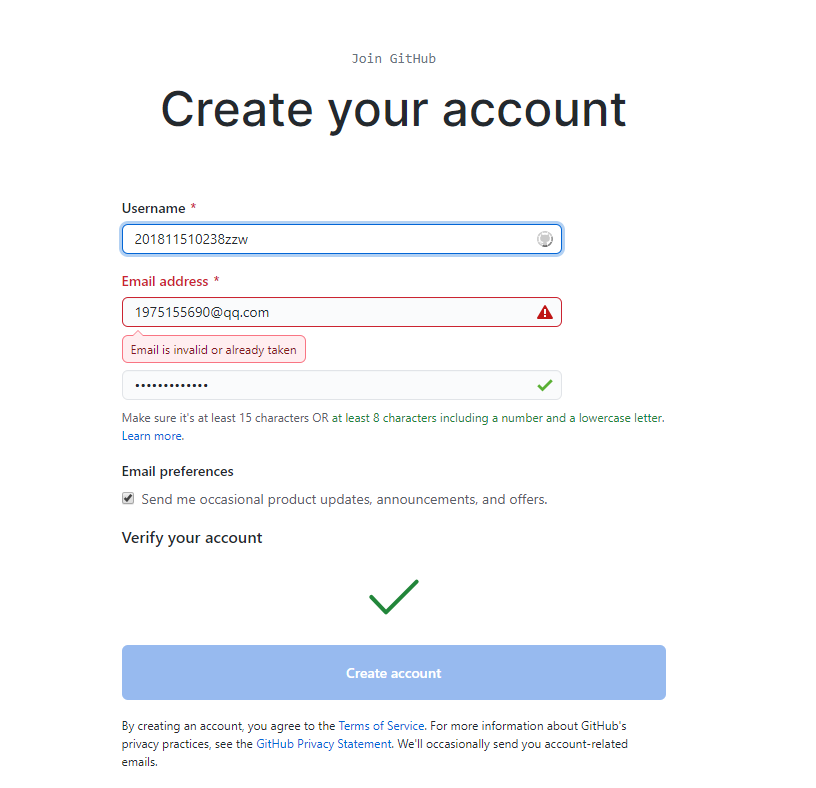 Join GitHub
Create your account
Username *
201811510238zzw
Email address *
1975155690@qq.com
Email is invalid or already taken
•••••••••••••
Make sure it's at least 15 characters OR at least 8 characters including a number and a lowercase letter.
Learn more.
Email preferences
Send me occasional product updates, announcements, and offers.
Verify your account
Create account
By creating an account, you agree to the Terms of Service. For more information about GitHub's
privacy practices, see the GitHub Privacy Statement. We'll occasionally send you account-related
emails.